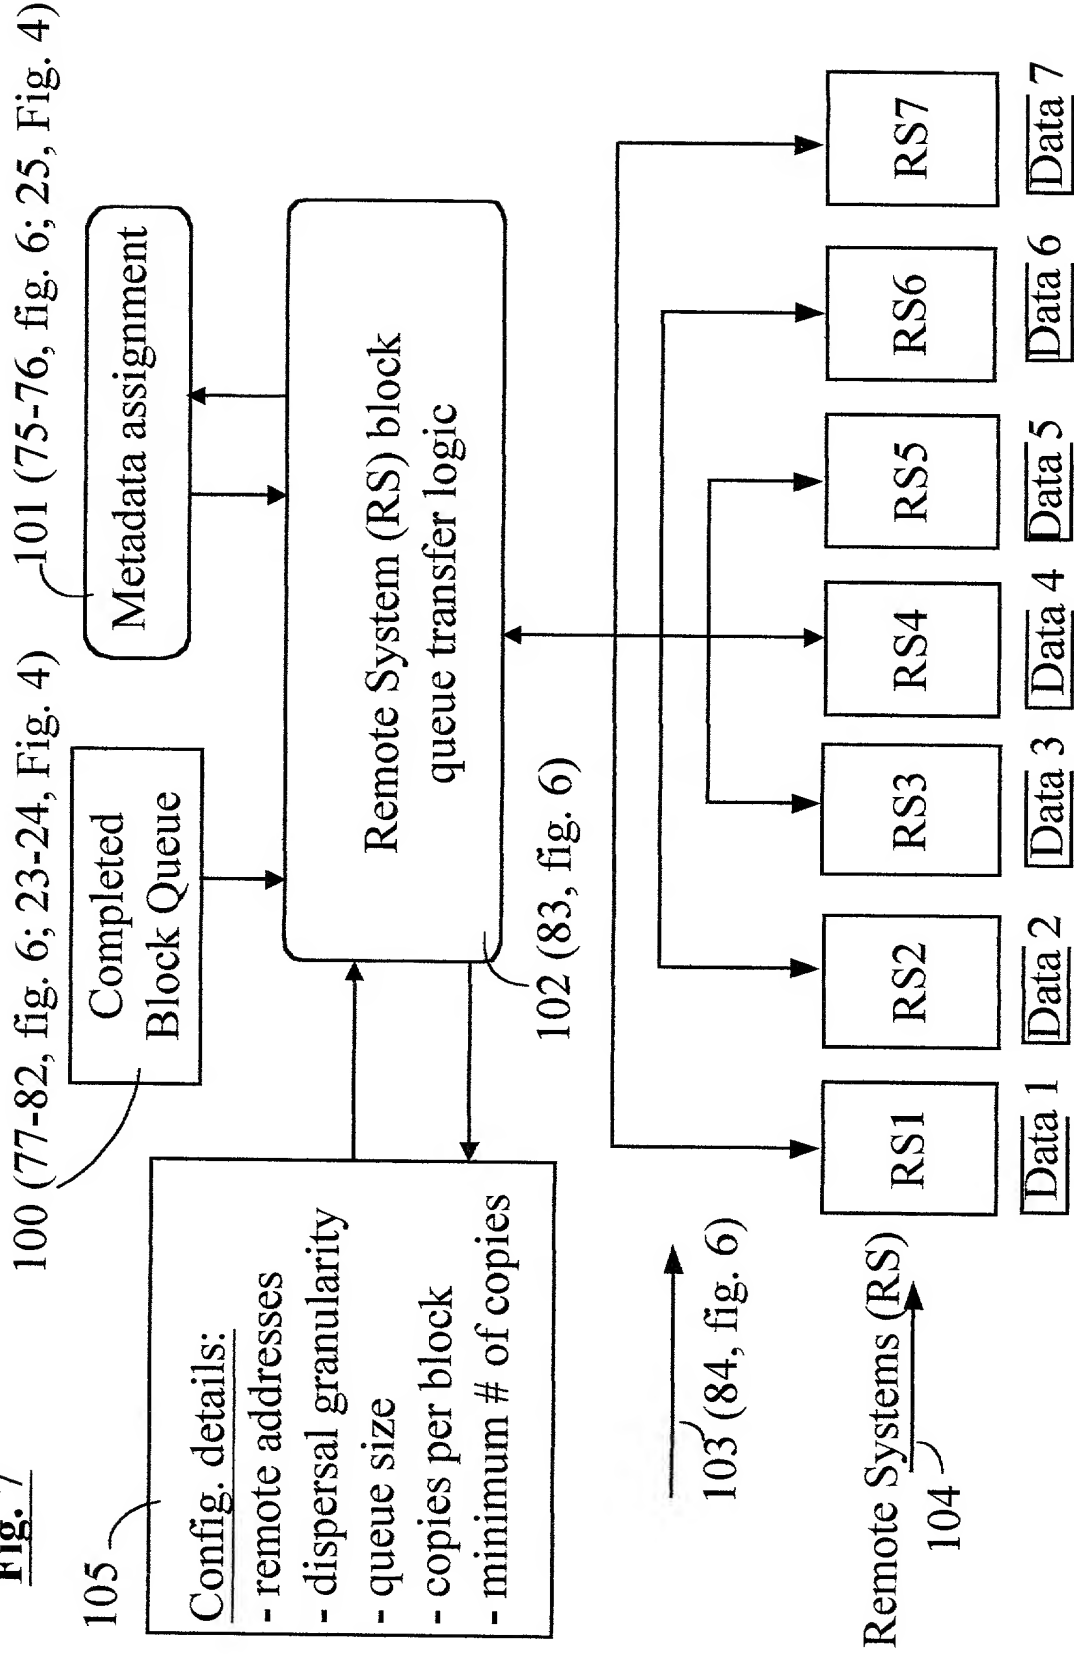 Fig. 7
100 (77-82, fig. 6; 23-24, Fig. 4)
101 (75-76, fig. 6; 25, Fig. 4)
Completed
Block Queue
Metadata assignment
105
Config. details:
- remote addresses
- dispersal granularity
- queue size
- copies per block
- minimum # of copies
Remote System (RS) block
queue transfer logic
102 (83, fig. 6)
103 (84, fig. 6)
Remote Systems (RS)
104
RS1
RS2
RS3
RS4
RS5
RS6
RS7
Data 1
Data 2
Data 3
Data 4
Data 5
Data 6
Data 7